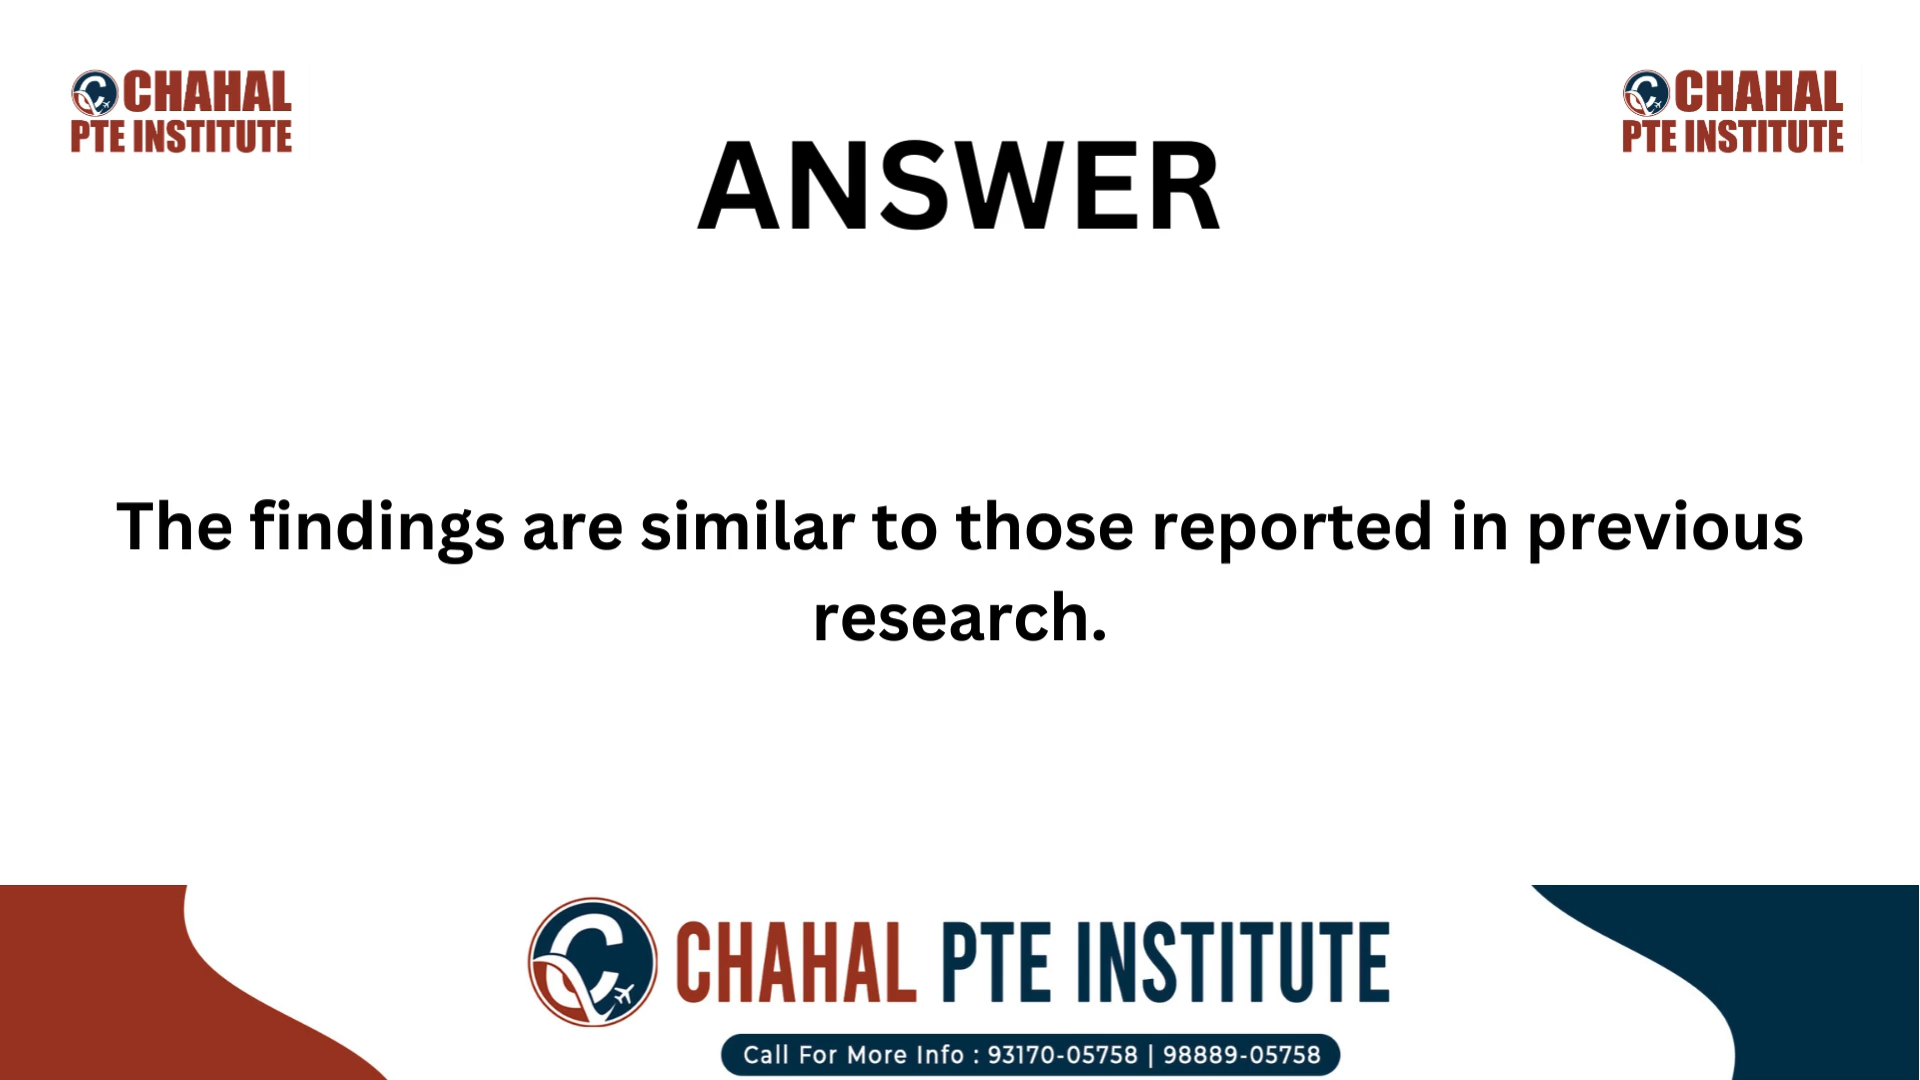 CHAHAL
PTE INSTITUTE
CHAHAL
PTE INSTITUTE
ANSWER
The findings are similar to those reported in previous
research.
CHAHAL PTE INSTITUTE
Call For More Info : 93170-05758 | 98889-05758